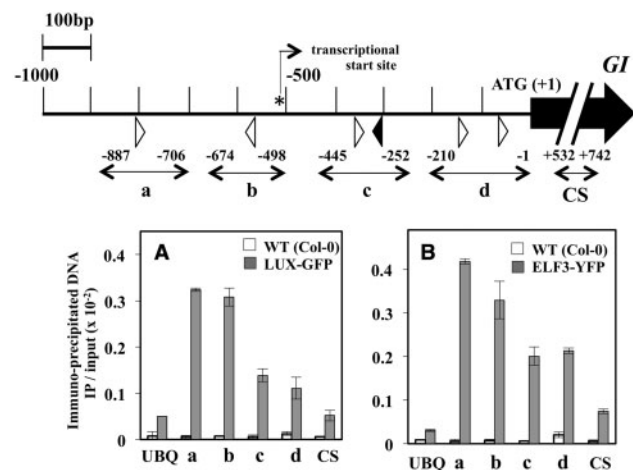 100bp
-1000
transcriptional
start site
-500
*
ATG (+1)
GI
-887 -706 -674 -498 -445 -252 -210 -1 +532 +742
a b c d CS
A
WT (Col-0)
LUX-GFP
Immuno-precipitated DNA
IP / input (x 10-2)
0.4
0.3
0.2
0.1
0
UBQ a b c d CS
B
WT (Col-0)
ELF3-YFP
0.4
0.3
0.2
0.1
0
UBQ a b c d CS